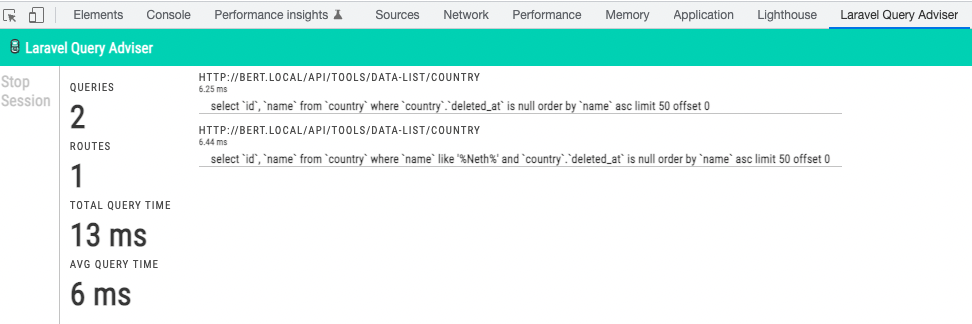 Elements Console Performance insights Sources Network Performance Memory Application Lighthouse Laravel Query Adviser
Laravel Query Adviser
Stop
Session
QUERIES
2
ROUTES
1
TOTAL QUERY TIME
13 ms
AVG QUERY TIME
6 ms
HTTP://BERT.LOCAL/API/TOOLS/DATA-LIST/COUNTRY
6.25 ms
select `id`, `name` from `country` where `country`.`deleted_at` is null order by `name` asc limit 50 offset 0
HTTP://BERT.LOCAL/API/TOOLS/DATA-LIST/COUNTRY
6.44 ms
select `id`, `name` from `country` where `name` like '%Neth%' and `country`.`deleted_at` is null order by `name` asc limit 50 offset 0